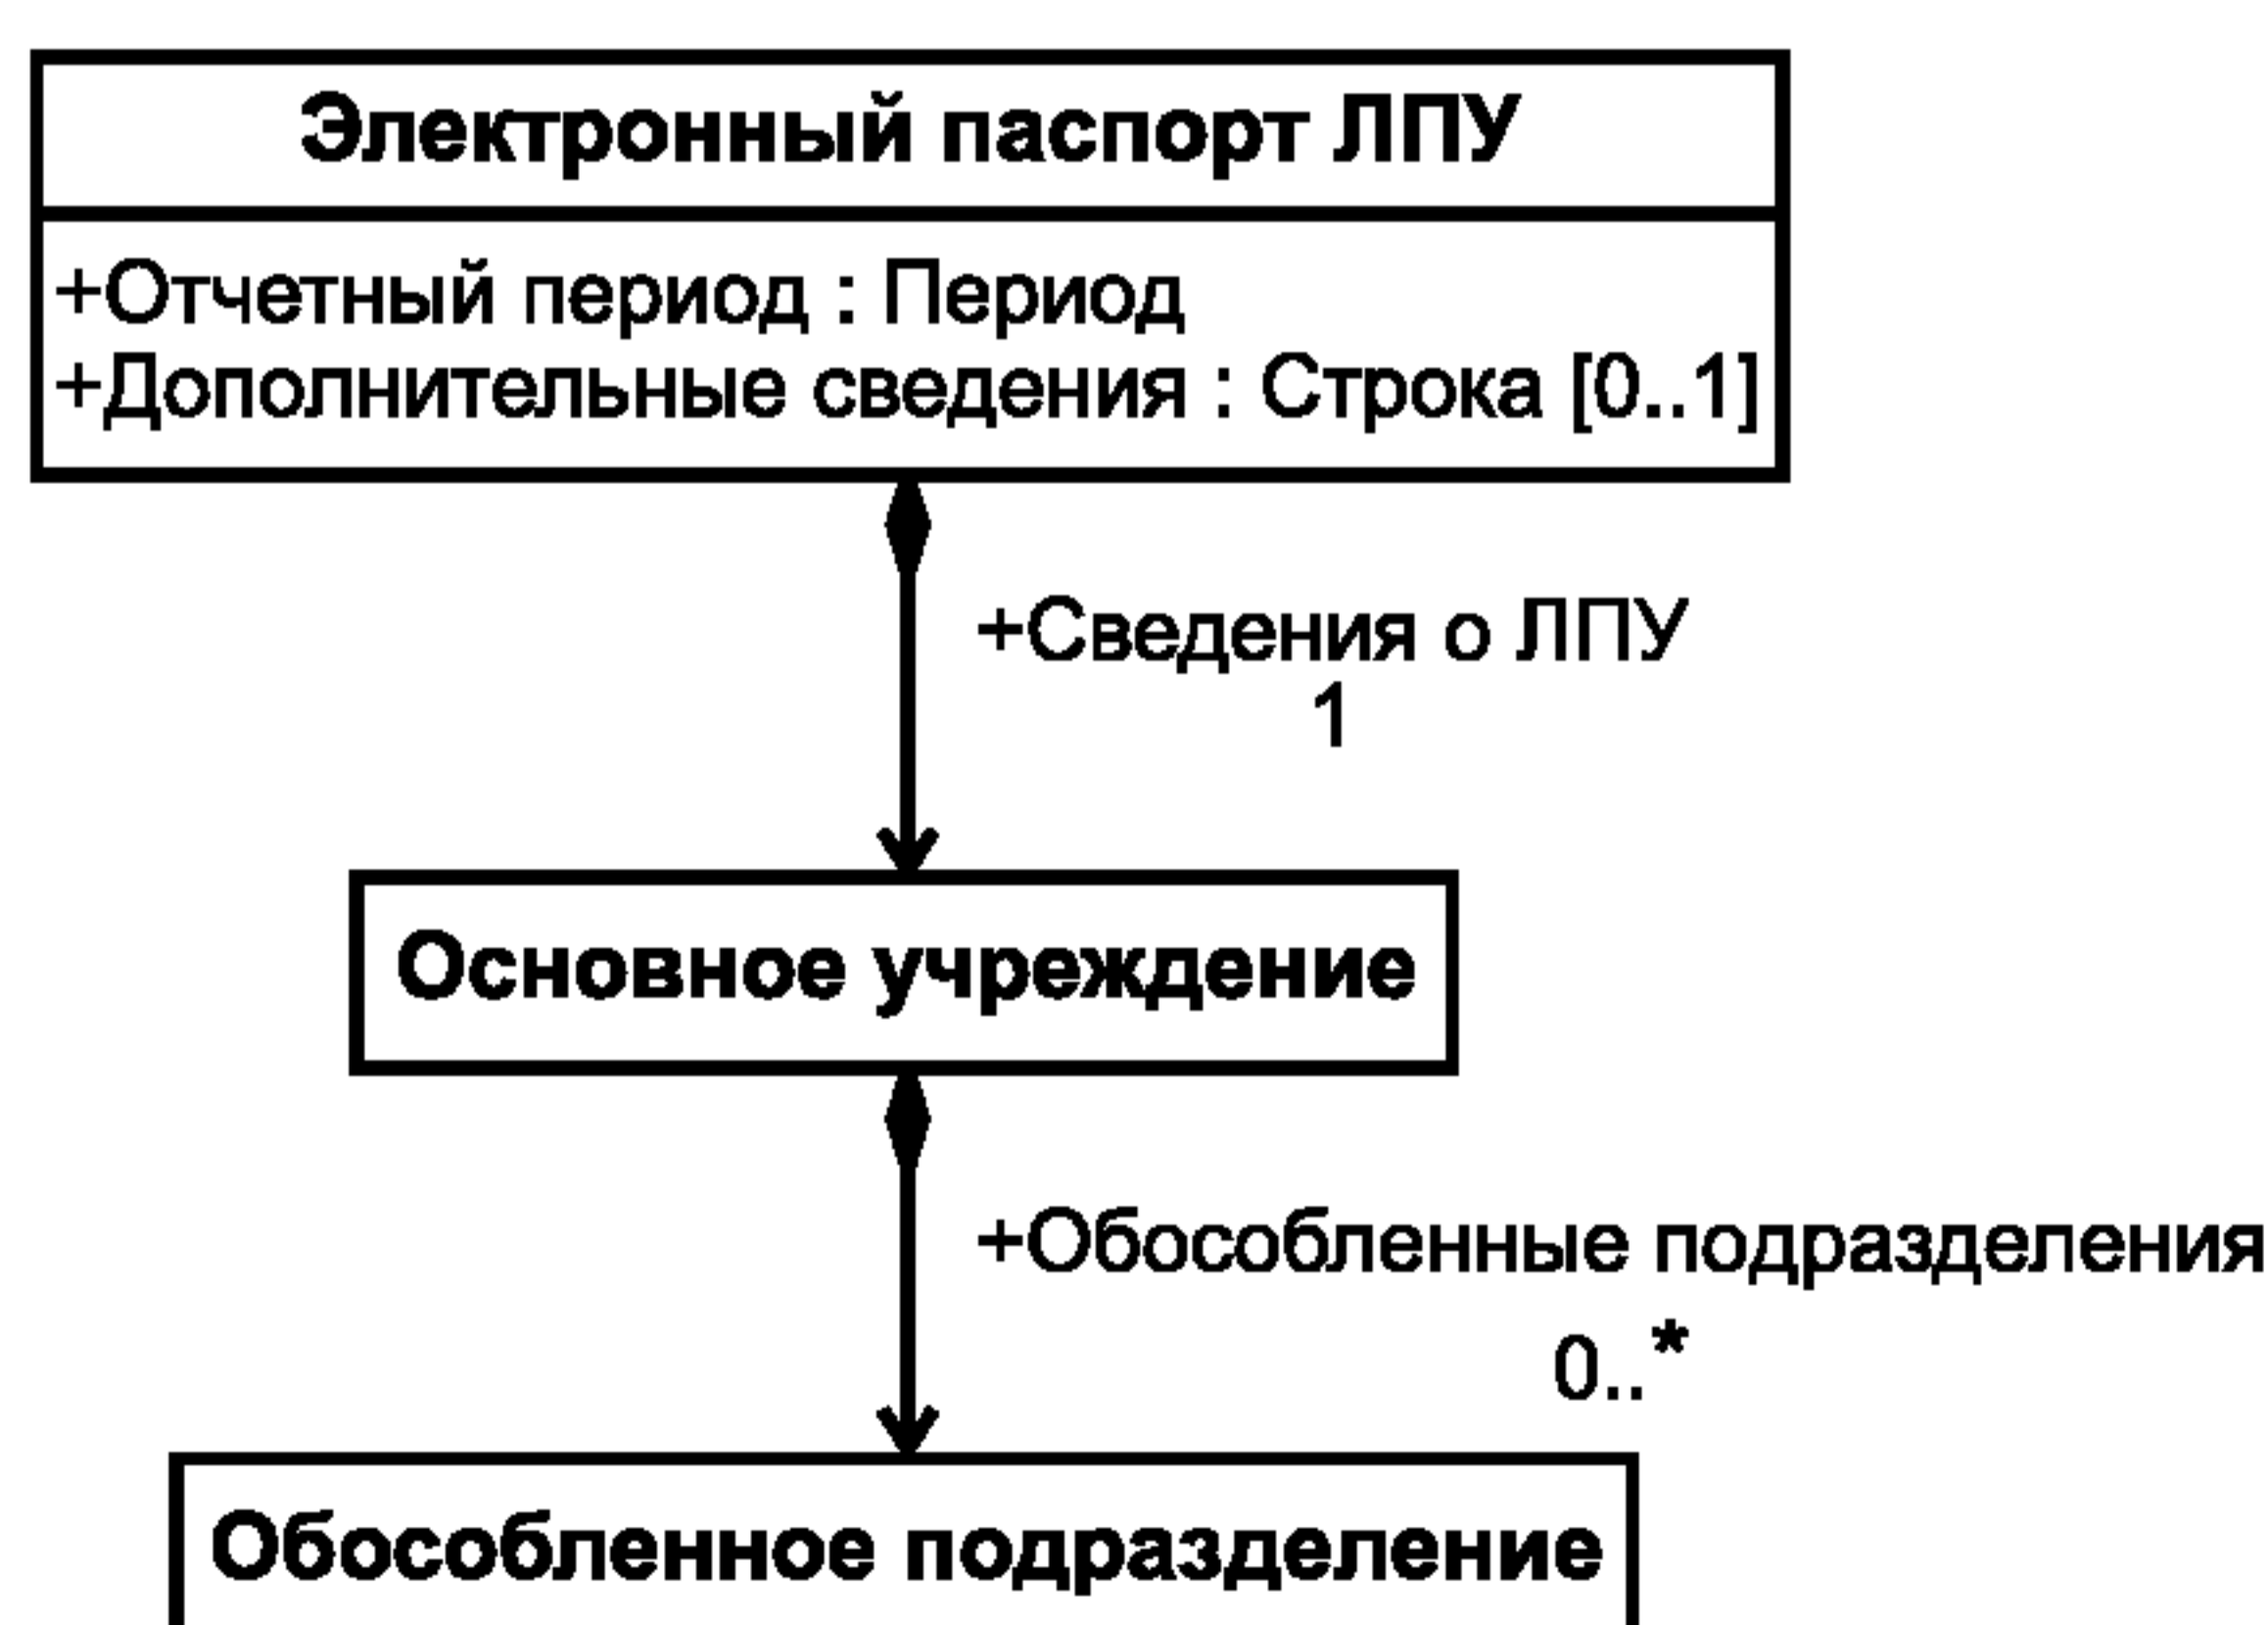 Электронный паспорт ЛПУ
+Отчетный период : Период
+Дополнительные сведения : Строка [0..1]
+Сведения о ЛПУ
1
Основное учреждение
+Обособленные подразделения
0..*
Обособленное подразделение